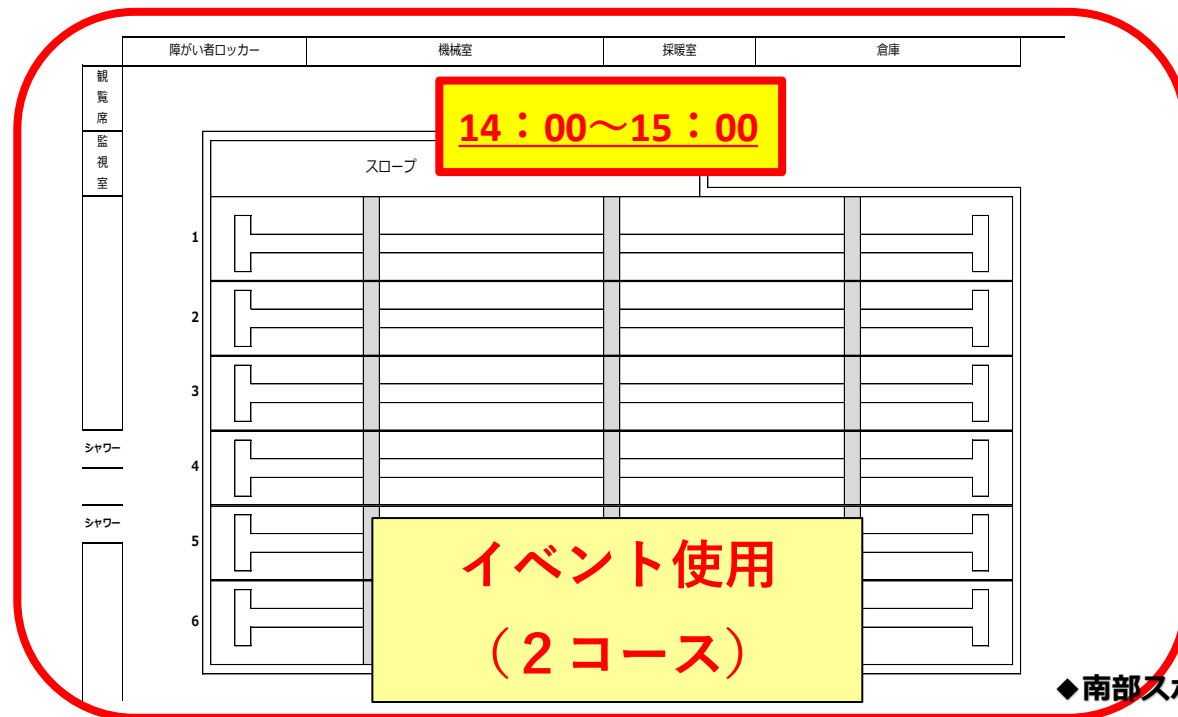 障がい者ロッカー
機械室
採暖室
倉庫
観覧席
監視室
14：00～15：00
スロープ
1
2
3
4
5
6
シャワー
シャワー
イベント使用
（２コース）
◆南部ス